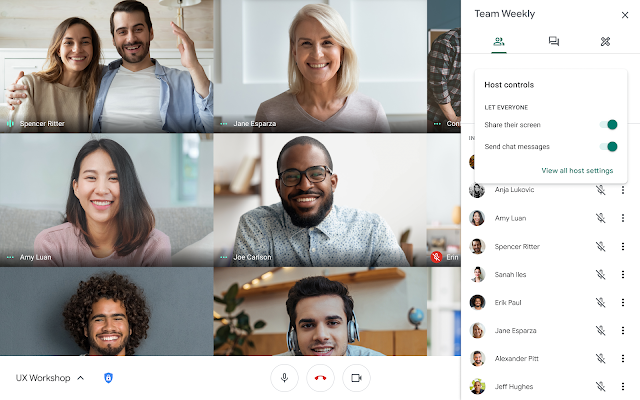 Team Weekly
Host controls
LET EVERYONE
Share their screen
Send chat messages
View all host settings
Spencer Ritter
Jane Esparza
Con
IN
Anja Lukovic
Amy Luan
Spencer Ritter
Sanah Iles
Erik Paul
Jane Esparza
Alexander Pitt
Jeff Hughes
Amy Luan
Joe Carlson
Erin
UX Workshop